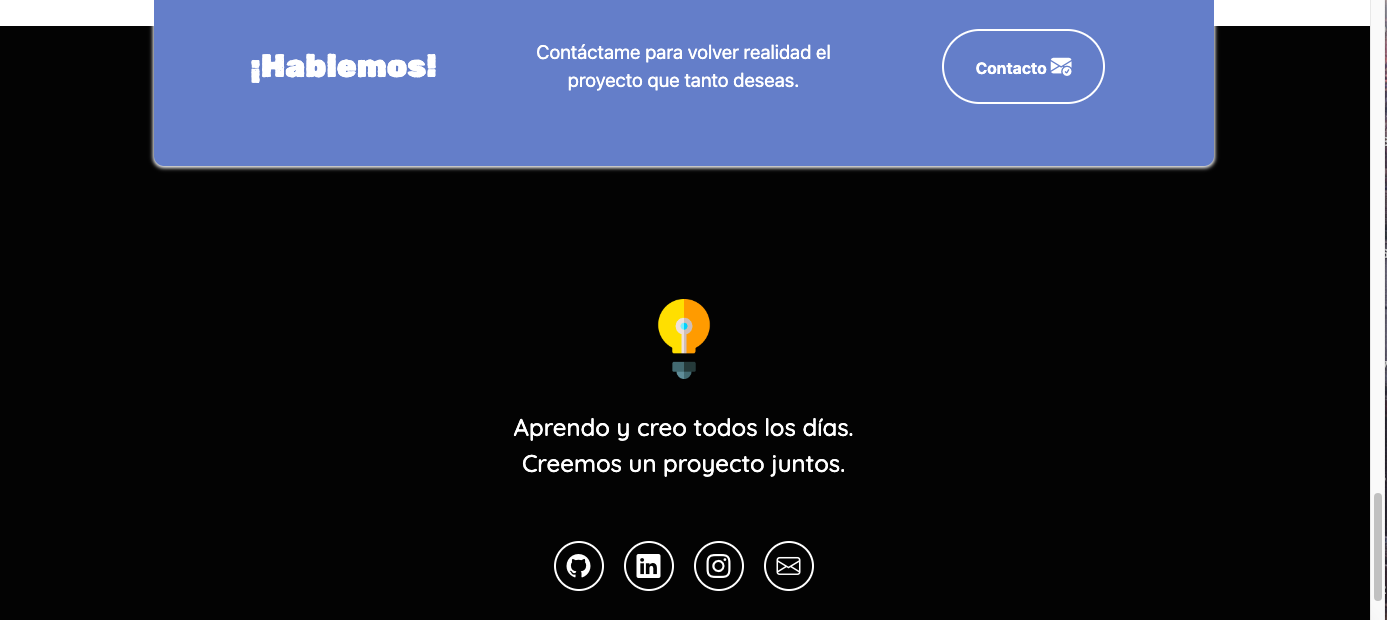 ¡Hablemos!
Contáctame para volver realidad el
proyecto que tanto deseas.
Contacto
Aprendo y creo todos los días.
Creemos un proyecto juntos.